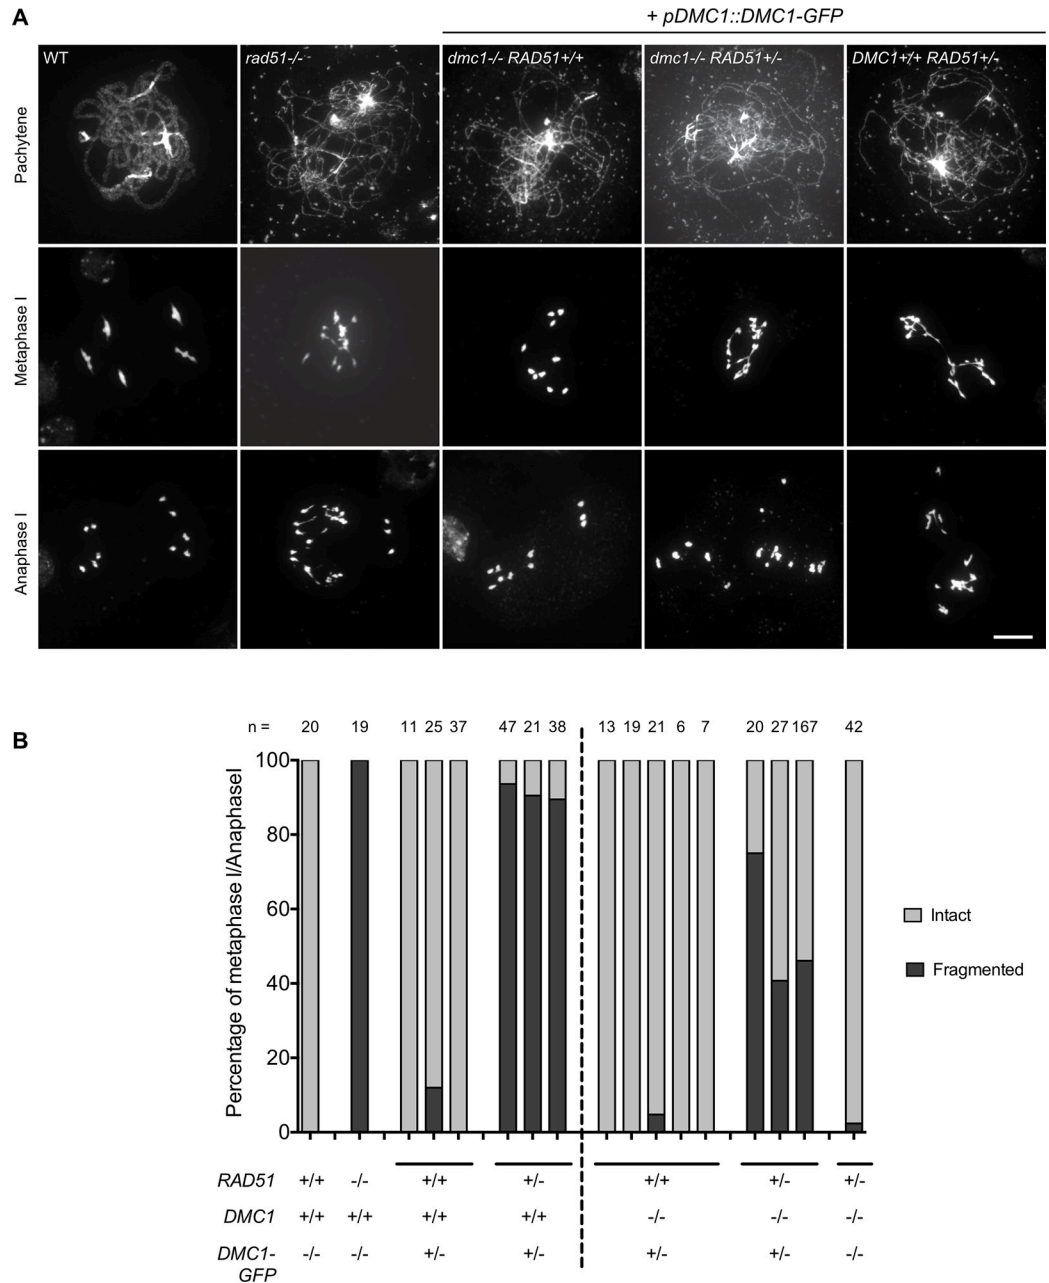 A
+ pDMC1::DMC1-GFP
WT
rad51-/-
dmc1-/- RAD51+/+
dmc1-/- RAD51+/-
DMC1+/+ RAD51+/-
Pachytene
Metaphase I
Anaphase I
B
n = 20 19 11 25 37 47 21 38 13 19 21 6 7 20 27 167 42
Percentage of metaphase I/AnaphaseI
100
80
60
40
20
0
Intact
Fragmented
RAD51 +/+ -/- +/+ +/- +/+ +/- +/-
DMC1 +/+ +/+ +/+ +/+ -/- -/- -/-
DMC1- -/- -/- +/- +/- +/- +/- -/-
GFP